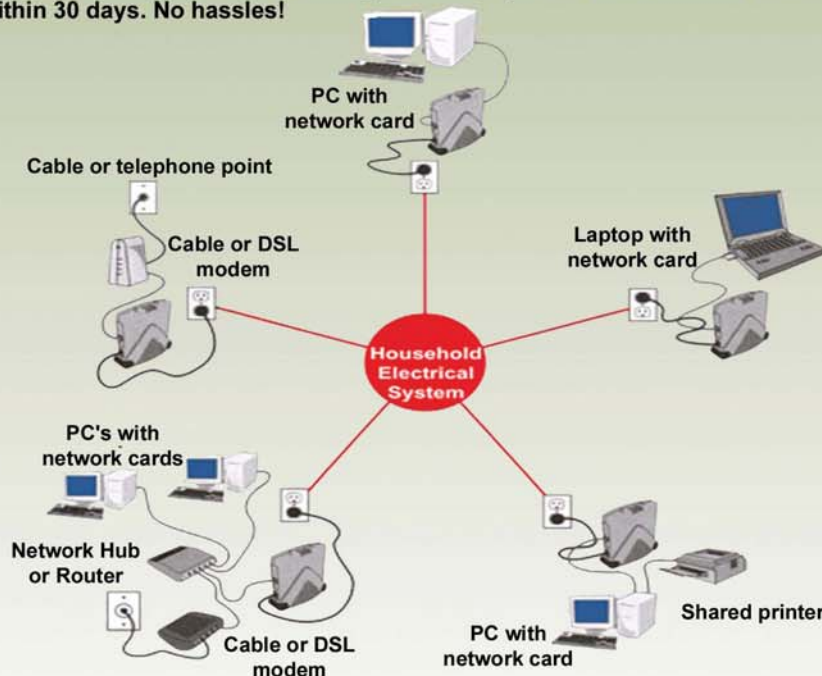 ithin 30 days. No hassles!
PC with
network card
Cable or telephone point
Cable or DSL
modem
Laptop with
network card
Household
Electrical
System
PC's with
network cards
Network Hub
or Router
Cable or DSL
modem
PC with
network card
Shared printer